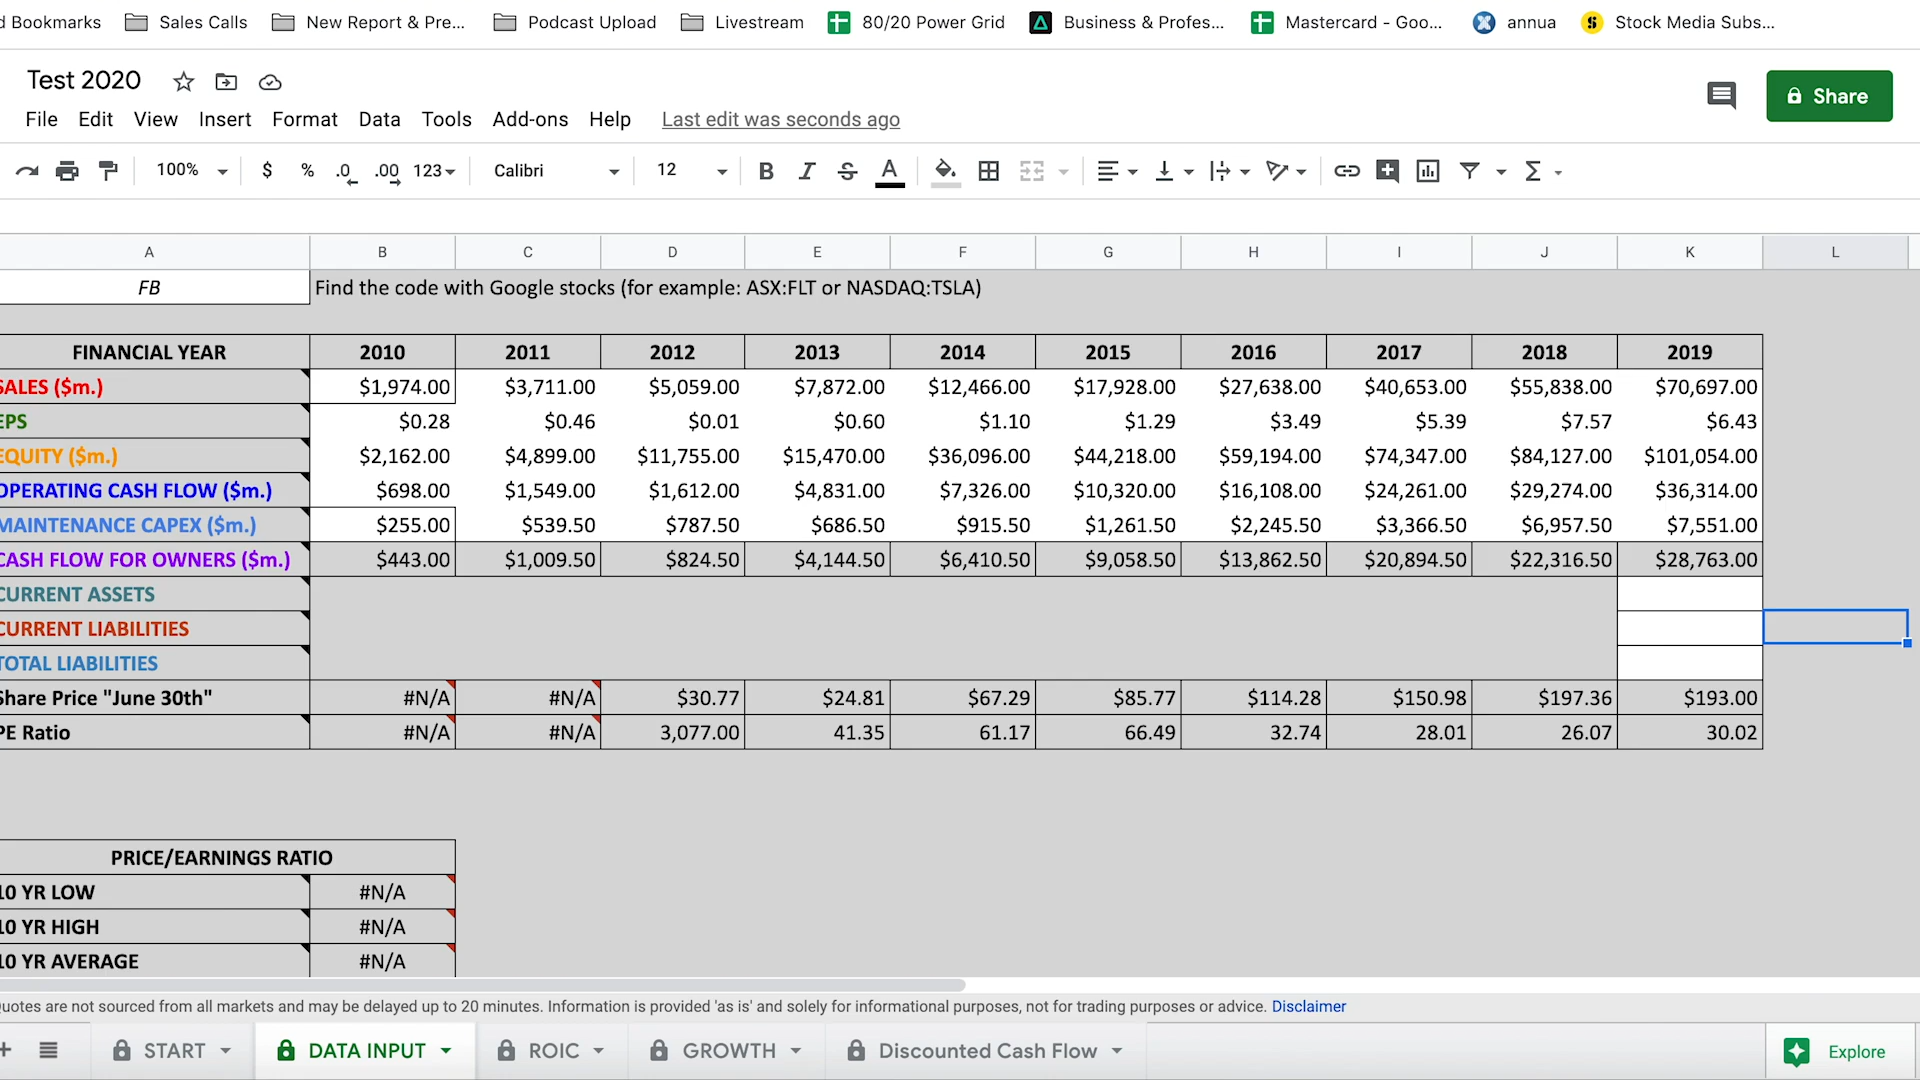 d Bookmarks Sales Calls New Report & Pre... Podcast Upload Livestream 80/20 Power Grid Business & Profes... Mastercard - Goo... annua Stock Media Subs...
Test 2020
Share
File Edit View Insert Format Data Tools Add-ons Help Last edit was seconds ago
100% $ % .0 .00 123 Calibri 12 B I S A Σ
A B C D E F G H I J K L
FB Find the code with Google stocks (for example: ASX:FLT or NASDAQ:TSLA)
FINANCIAL YEAR 2010 2011 2012 2013 2014 2015 2016 2017 2018 2019
SALES ($m.) $1,974.00 $3,711.00 $5,059.00 $7,872.00 $12,466.00 $17,928.00 $27,638.00 $40,653.00 $55,838.00 $70,697.00
EPS $0.28 $0.46 $0.01 $0.60 $1.10 $1.29 $3.49 $5.39 $7.57 $6.43
EQUITY ($m.) $2,162.00 $4,899.00 $11,755.00 $15,470.00 $36,096.00 $44,218.00 $59,194.00 $74,347.00 $84,127.00 $101,054.00
OPERATING CASH FLOW ($m.) $698.00 $1,549.00 $1,612.00 $4,831.00 $7,326.00 $10,320.00 $16,108.00 $24,261.00 $29,274.00 $36,314.00
MAINTENANCE CAPEX ($m.) $255.00 $539.50 $787.50 $686.50 $915.50 $1,261.50 $2,245.50 $3,366.50 $6,957.50 $7,551.00
CASH FLOW FOR OWNERS ($m.) $443.00 $1,009.50 $824.50 $4,144.50 $6,410.50 $9,058.50 $13,862.50 $20,894.50 $22,316.50 $28,763.00
CURRENT ASSETS
CURRENT LIABILITIES
TOTAL LIABILITIES
Share Price "June 30th" #N/A #N/A $30.77 $24.81 $67.29 $85.77 $114.28 $150.98 $197.36 $193.00
PE Ratio #N/A #N/A 3,077.00 41.35 61.17 66.49 32.74 28.01 26.07 30.02
PRICE/EARNINGS RATIO
10 YR LOW #N/A
10 YR HIGH #N/A
10 YR AVERAGE #N/A
Quotes are not sourced from all markets and may be delayed up to 20 minutes. Information is provided 'as is' and solely for informational purposes, not for trading purposes or advice. Disclaimer
START DATA INPUT ROIC GROWTH Discounted Cash Flow Explore